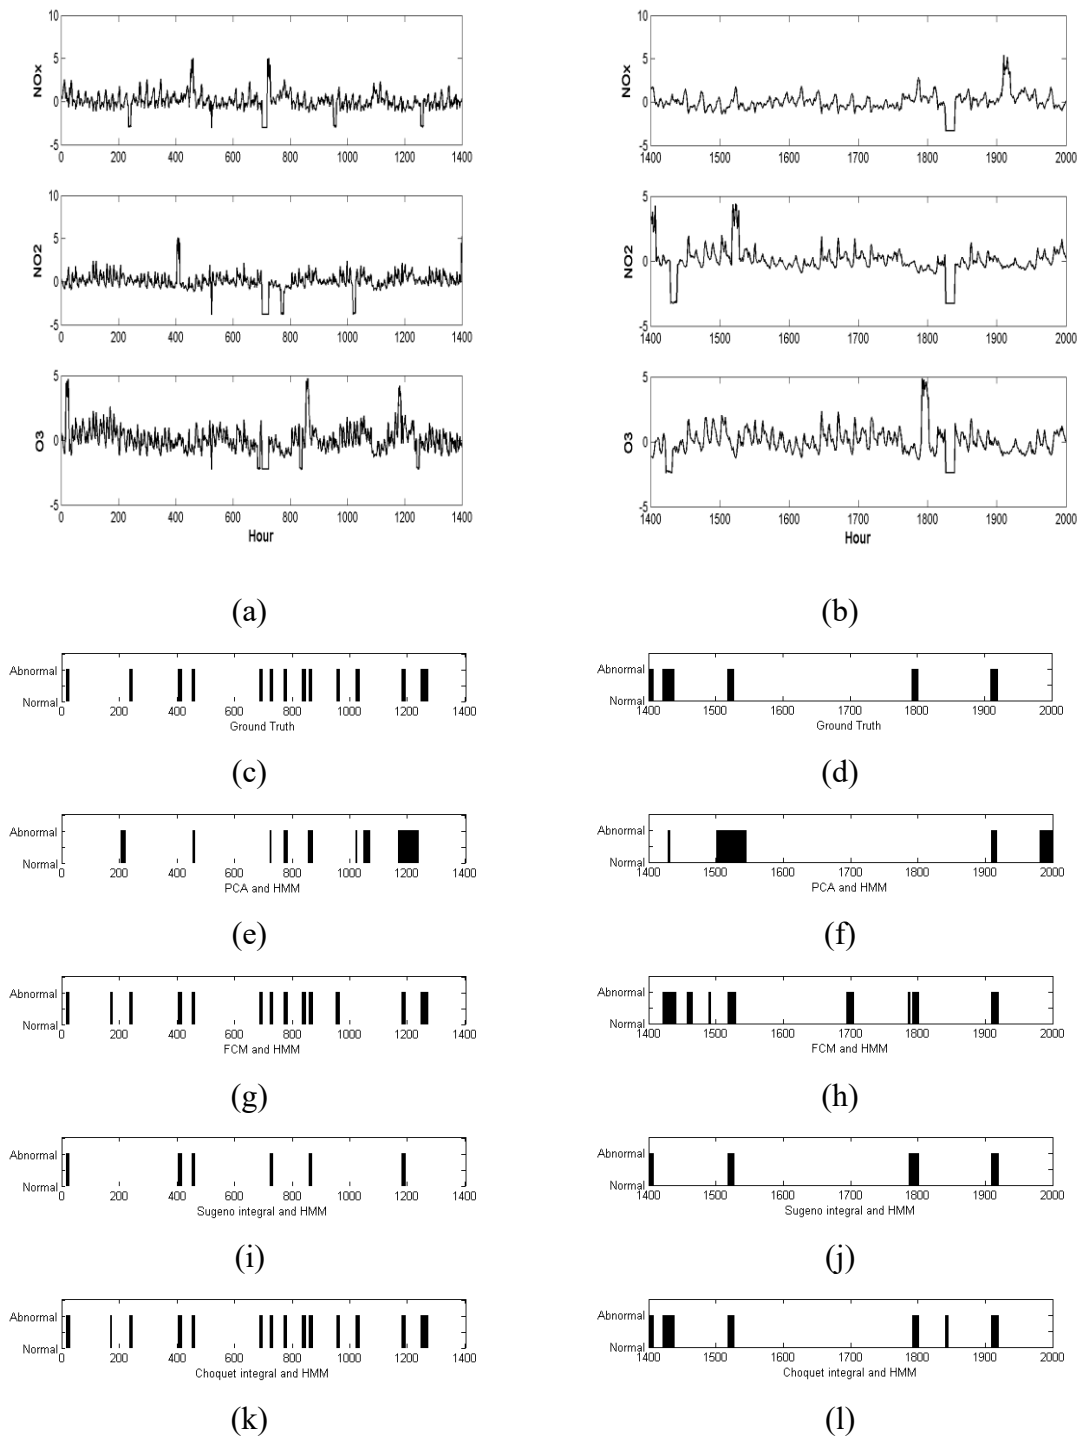 10
5
NOx
0
-5
0 200 400 600 800 1000 1200 1400
10
5
NOx
0
-5
1400 1500 1600 1700 1800 1900 2000
10
5
NO2
0
-5
0 200 400 600 800 1000 1200 1400
5
NO2
0
-5
1400 1500 1600 1700 1800 1900 2000
5
O3
0
-5
0 200 400 600 800 1000 1200 1400
Hour
5
O3
0
-5
1400 1500 1600 1700 1800 1900 2000
Hour
(a)
(b)
Abnormal
Normal
0 200 400 600 800 1000 1200 1400
Ground Truth
Abnormal
Normal
1400 1500 1600 1700 1800 1900 2000
Ground Truth
(c)
(d)
Abnormal
Normal
0 200 400 600 800 1000 1200 1400
PCA and HMM
Abnormal
Normal
1400 1500 1600 1700 1800 1900 2000
PCA and HMM
(e)
(f)
Abnormal
Normal
0 200 400 600 800 1000 1200 1400
FCM and HMM
Abnormal
Normal
1400 1500 1600 1700 1800 1900 2000
FCM and HMM
(g)
(h)
Abnormal
Normal
0 200 400 600 800 1000 1200 1400
Sugeno integral and HMM
Abnormal
Normal
1400 1500 1600 1700 1800 1900 2000
Sugeno integral and HMM
(i)
(j)
Abnormal
Normal
0 200 400 600 800 1000 1200 1400
Choquet integral and HMM
Abnormal
Normal
1400 1500 1600 1700 1800 1900 2000
Choquet integral and HMM
(k)
(l)